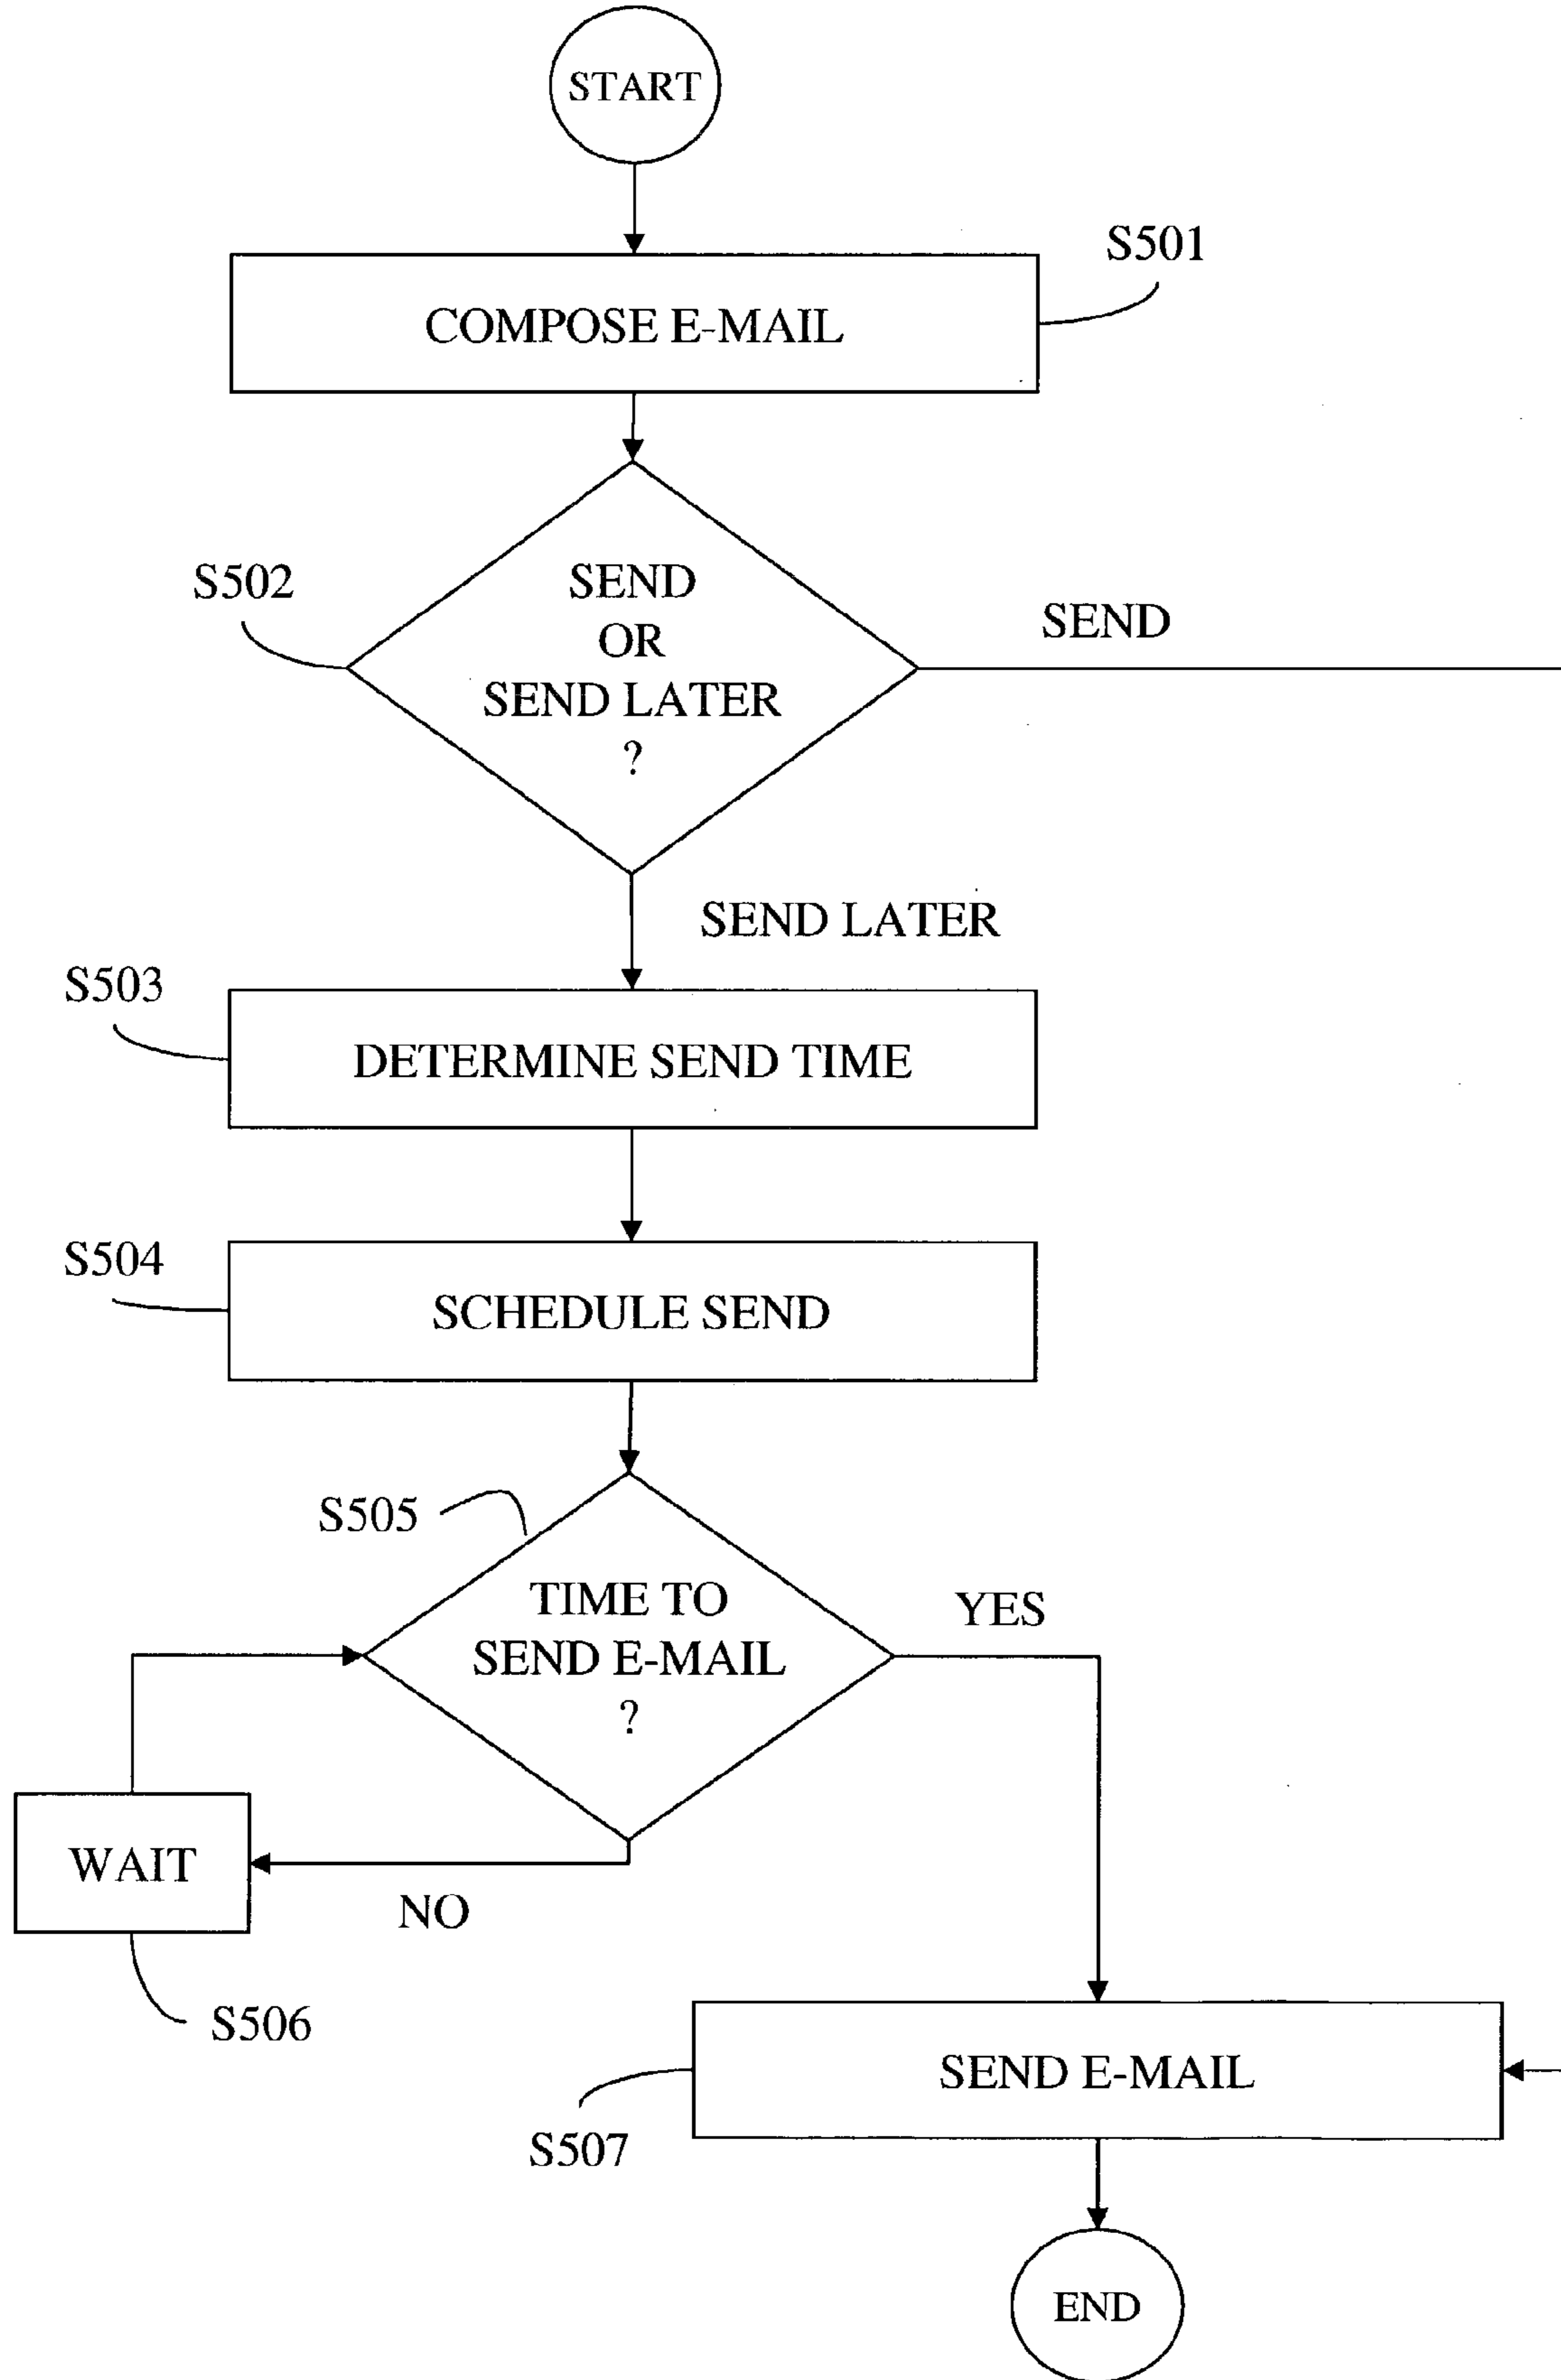 START
S501
COMPOSE E-MAIL
S502
SEND
OR
SEND LATER
?
SEND
SEND LATER
S503
DETERMINE SEND TIME
S504
SCHEDULE SEND
S505
TIME TO
SEND E-MAIL
?
YES
WAIT
NO
S506
SEND E-MAIL
S507
END